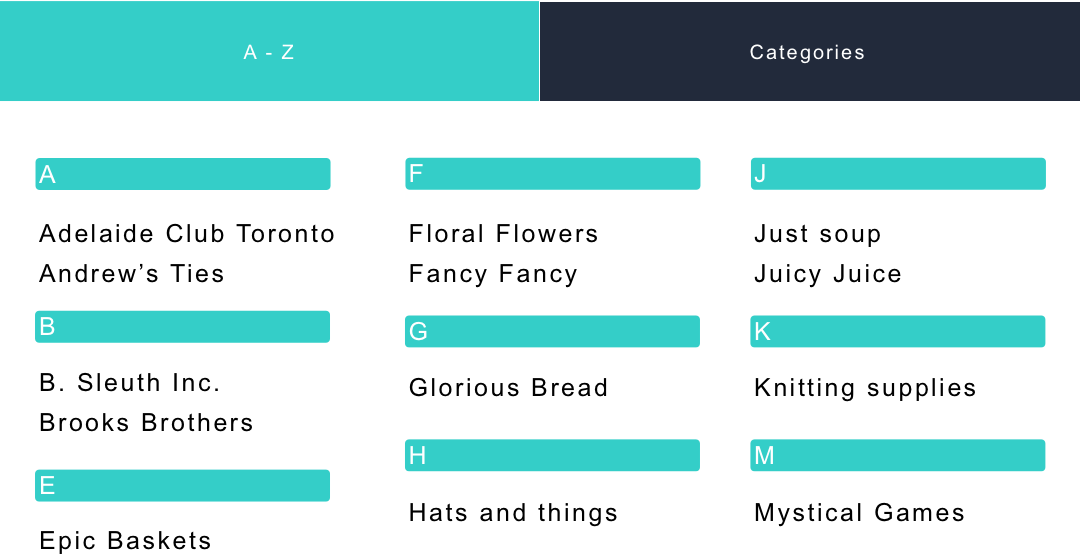 A - Z
Categories
A
Adelaide Club Toronto
Andrew’s Ties
B
B. Sleuth Inc.
Brooks Brothers
E
Epic Baskets
F
Floral Flowers
Fancy Fancy
G
Glorious Bread
H
Hats and things
J
Just soup
Juicy Juice
K
Knitting supplies
M
Mystical Games